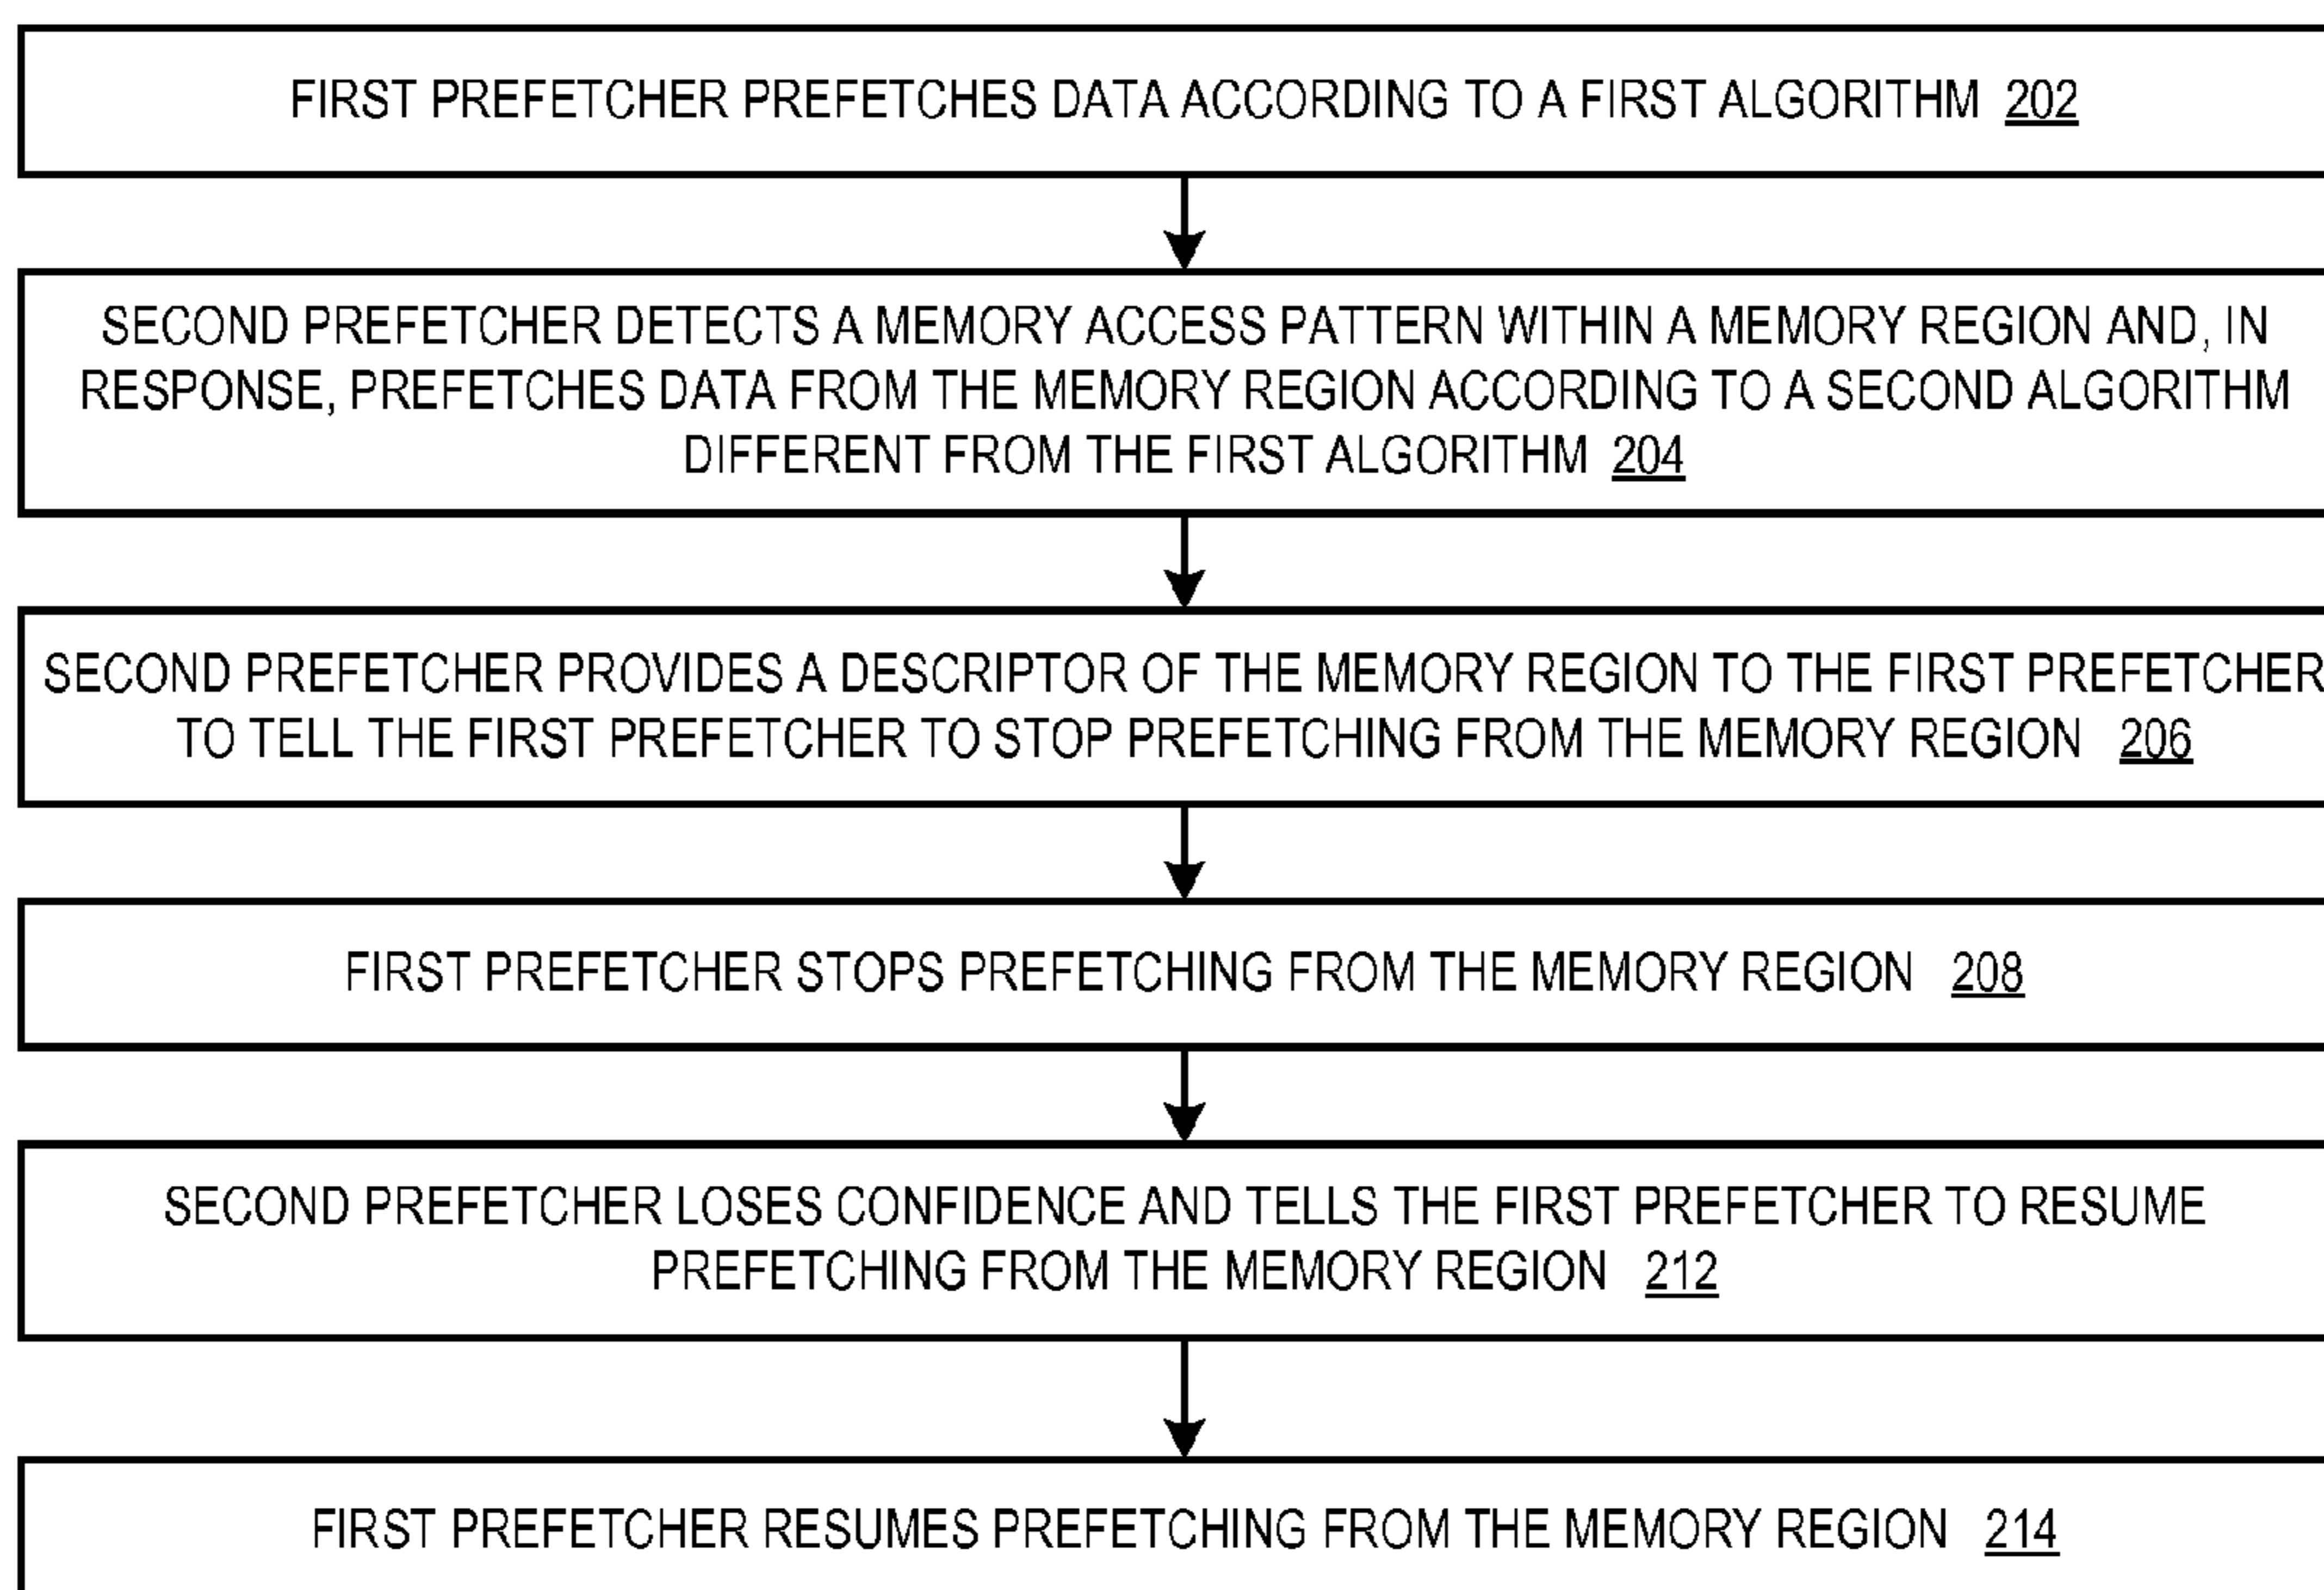 FIRST PREFETCHER PREFETCHES DATA ACCORDING TO A FIRST ALGORITHM 202
SECOND PREFETCHER DETECTS A MEMORY ACCESS PATTERN WITHIN A MEMORY REGION AND, IN
RESPONSE, PREFETCHES DATA FROM THE MEMORY REGION ACCORDING TO A SECOND ALGORITHM
DIFFERENT FROM THE FIRST ALGORITHM 204
SECOND PREFETCHER PROVIDES A DESCRIPTOR OF THE MEMORY REGION TO THE FIRST PREFETCHER
TO TELL THE FIRST PREFETCHER TO STOP PREFETCHING FROM THE MEMORY REGION 206
FIRST PREFETCHER STOPS PREFETCHING FROM THE MEMORY REGION 208
SECOND PREFETCHER LOSES CONFIDENCE AND TELLS THE FIRST PREFETCHER TO RESUME
PREFETCHING FROM THE MEMORY REGION 212
FIRST PREFETCHER RESUMES PREFETCHING FROM THE MEMORY REGION 214